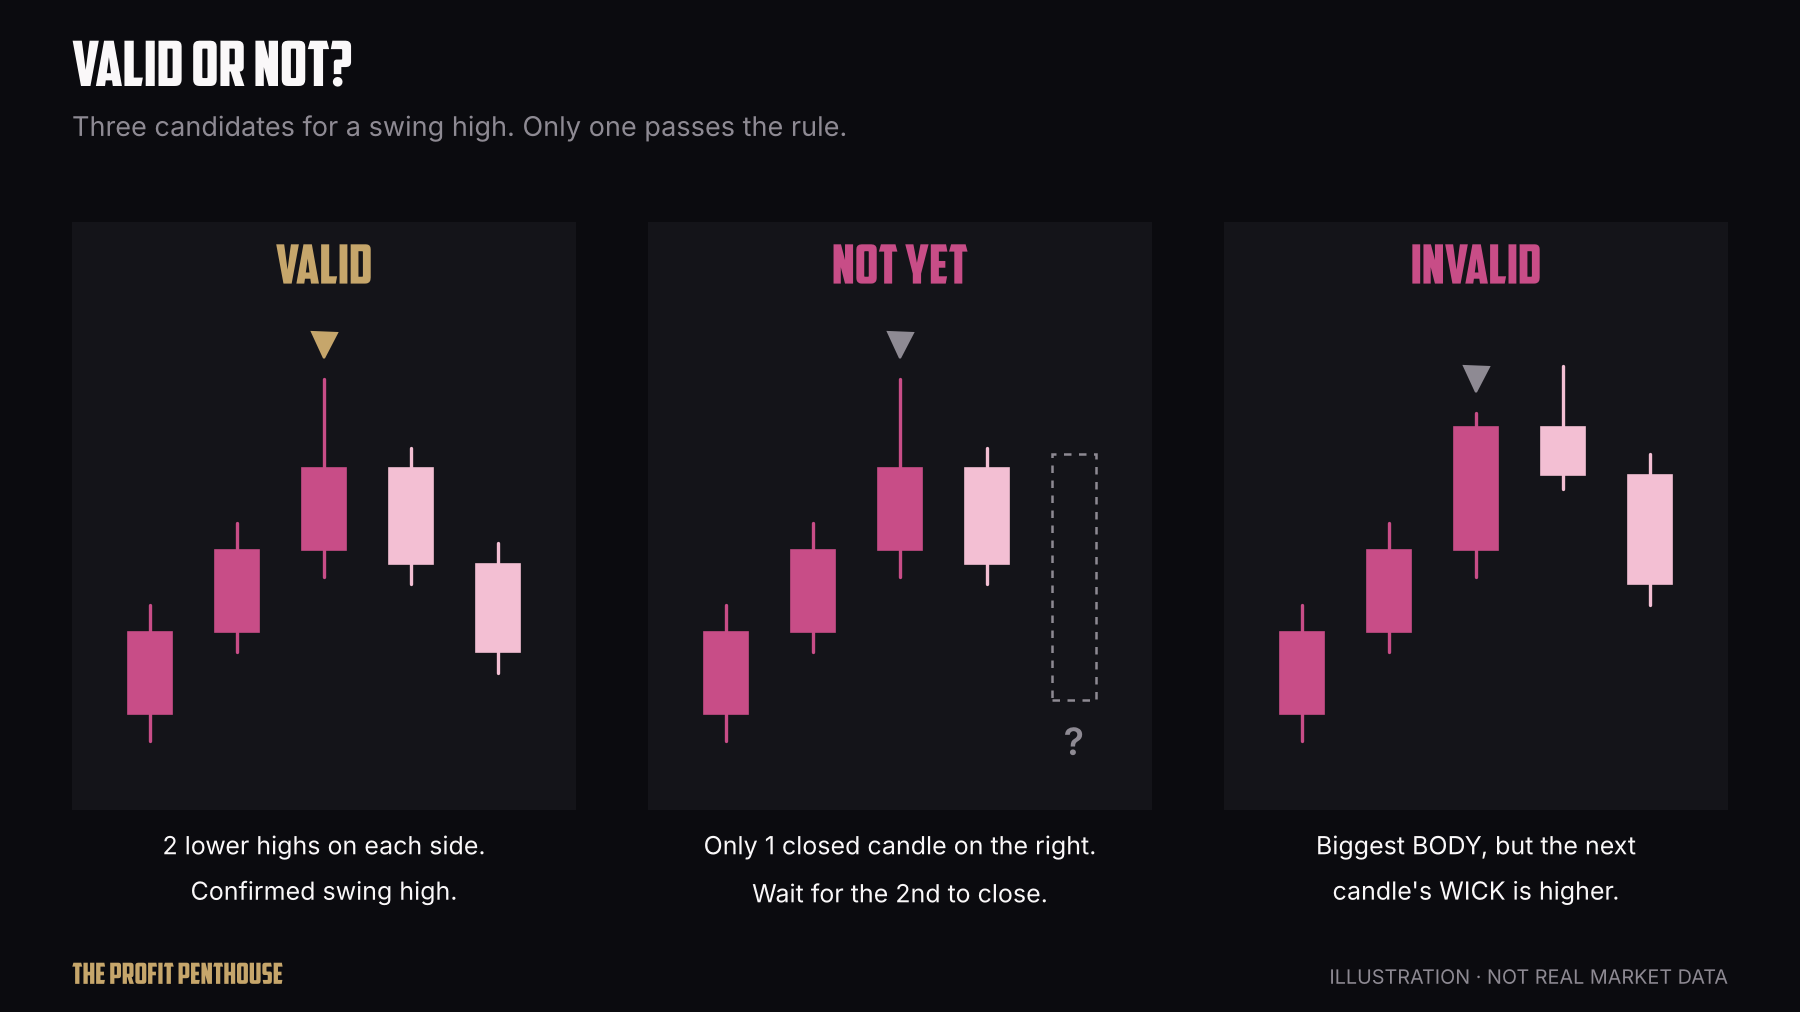 VALID OR NOT?
Three candidates for a swing high. Only one passes the rule.
VALID
NOT YET
INVALID
?
2 lower highs on each side.
Confirmed swing high.
Only 1 closed candle on the right.
Wait for the 2nd to close.
Biggest BODY, but the next
candle's WICK is higher.
THE PROFIT PENTHOUSE
ILLUSTRATION · NOT REAL MARKET DATA